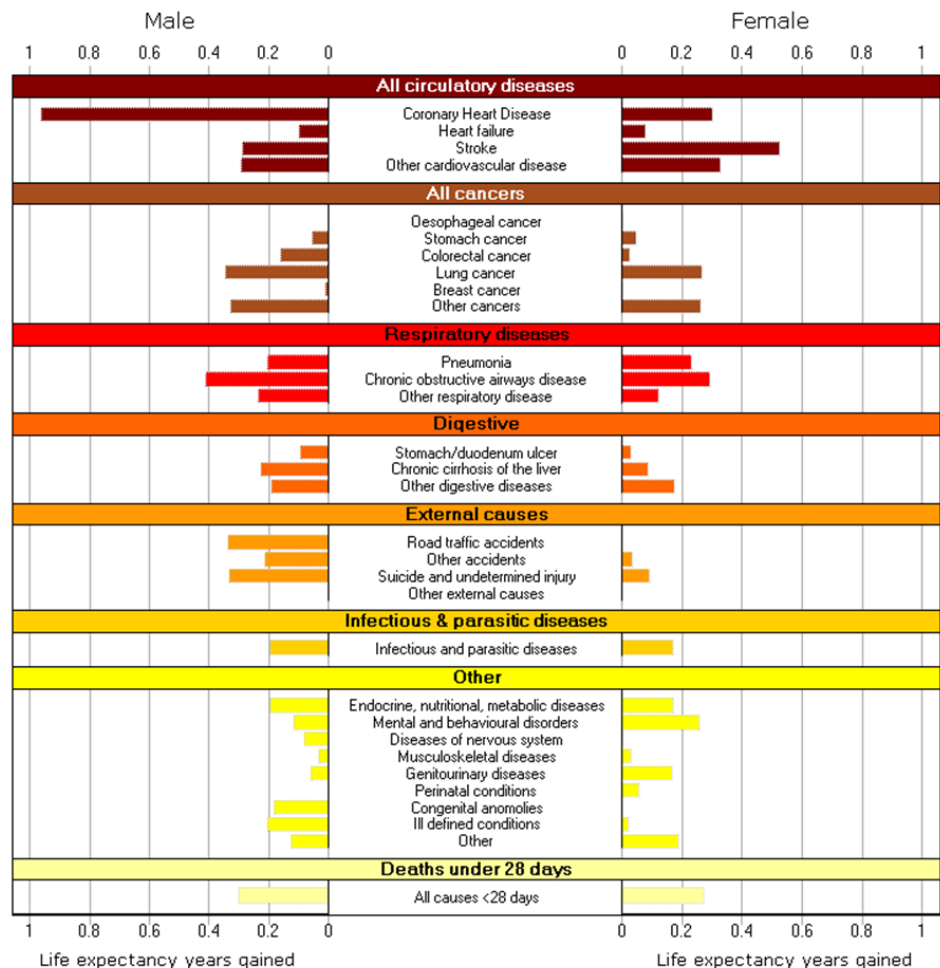 Male Female
1 0.8 0.6 0.4 0.2 0 0 0.2 0.4 0.6 0.8 1
All circulatory diseases
Coronary Heart Disease
Heart failure
Stroke
Other cardiovascular disease
All cancers
Oesophageal cancer
Stomach cancer
Colorectal cancer
Lung cancer
Breast cancer
Other cancers
Respiratory diseases
Pneumonia
Chronic obstructive airways disease
Other respiratory disease
Digestive
Stomach/duodenum ulcer
Chronic cirrhosis of the liver
Other digestive diseases
External causes
Road traffic accidents
Other accidents
Suicide and undetermined injury
Other external causes
Infectious & parasitic diseases
Infectious and parasitic diseases
Other
Endocrine, nutritional, metabolic diseases
Mental and behavioural disorders
Diseases of nervous system
Musculoskeletal diseases
Genitourinary diseases
Perinatal conditions
Congenital anomolies
Ill defined conditions
Other
Deaths under 28 days
All causes <28 days
1 0.8 0.6 0.4 0.2 0 0 0.2 0.4 0.6 0.8 1
Life expectancy years gained Life expectancy years gained